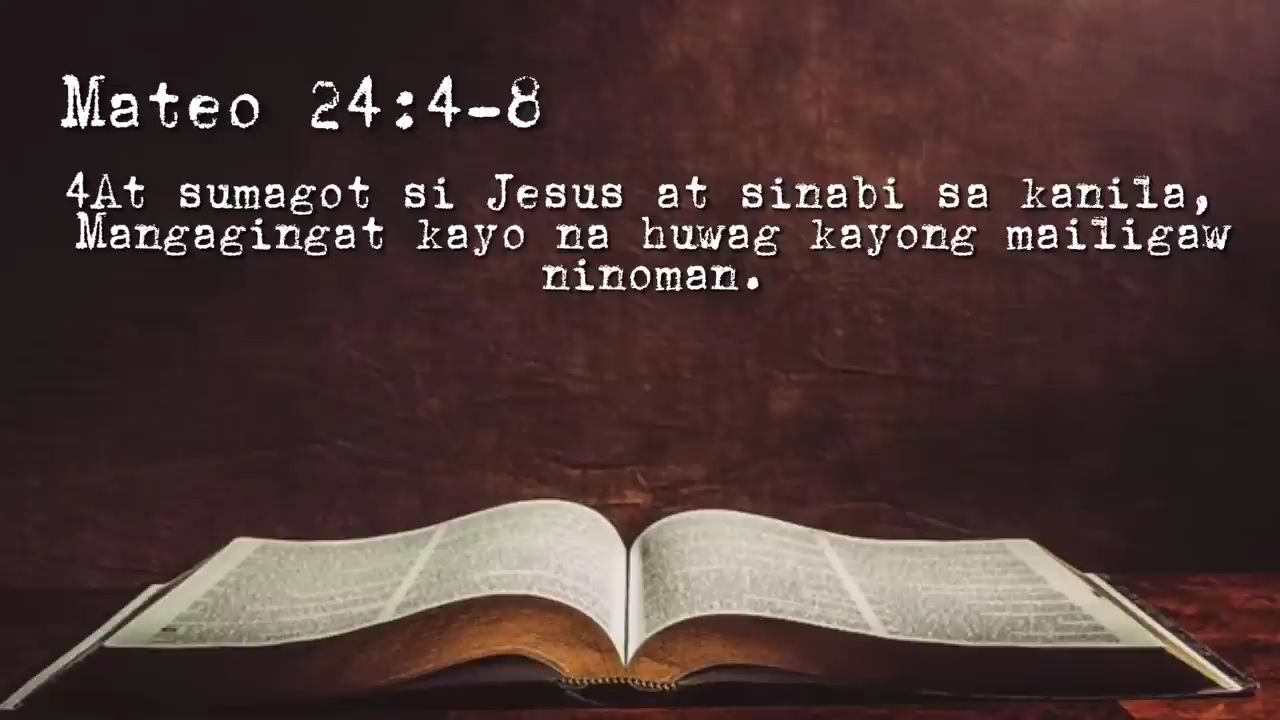 Mateo 24:4-8
4At sumagot si Jesus at sinabi sa kanila,
Mangagingat kayo na huwag kayong mailigaw
ninoman.